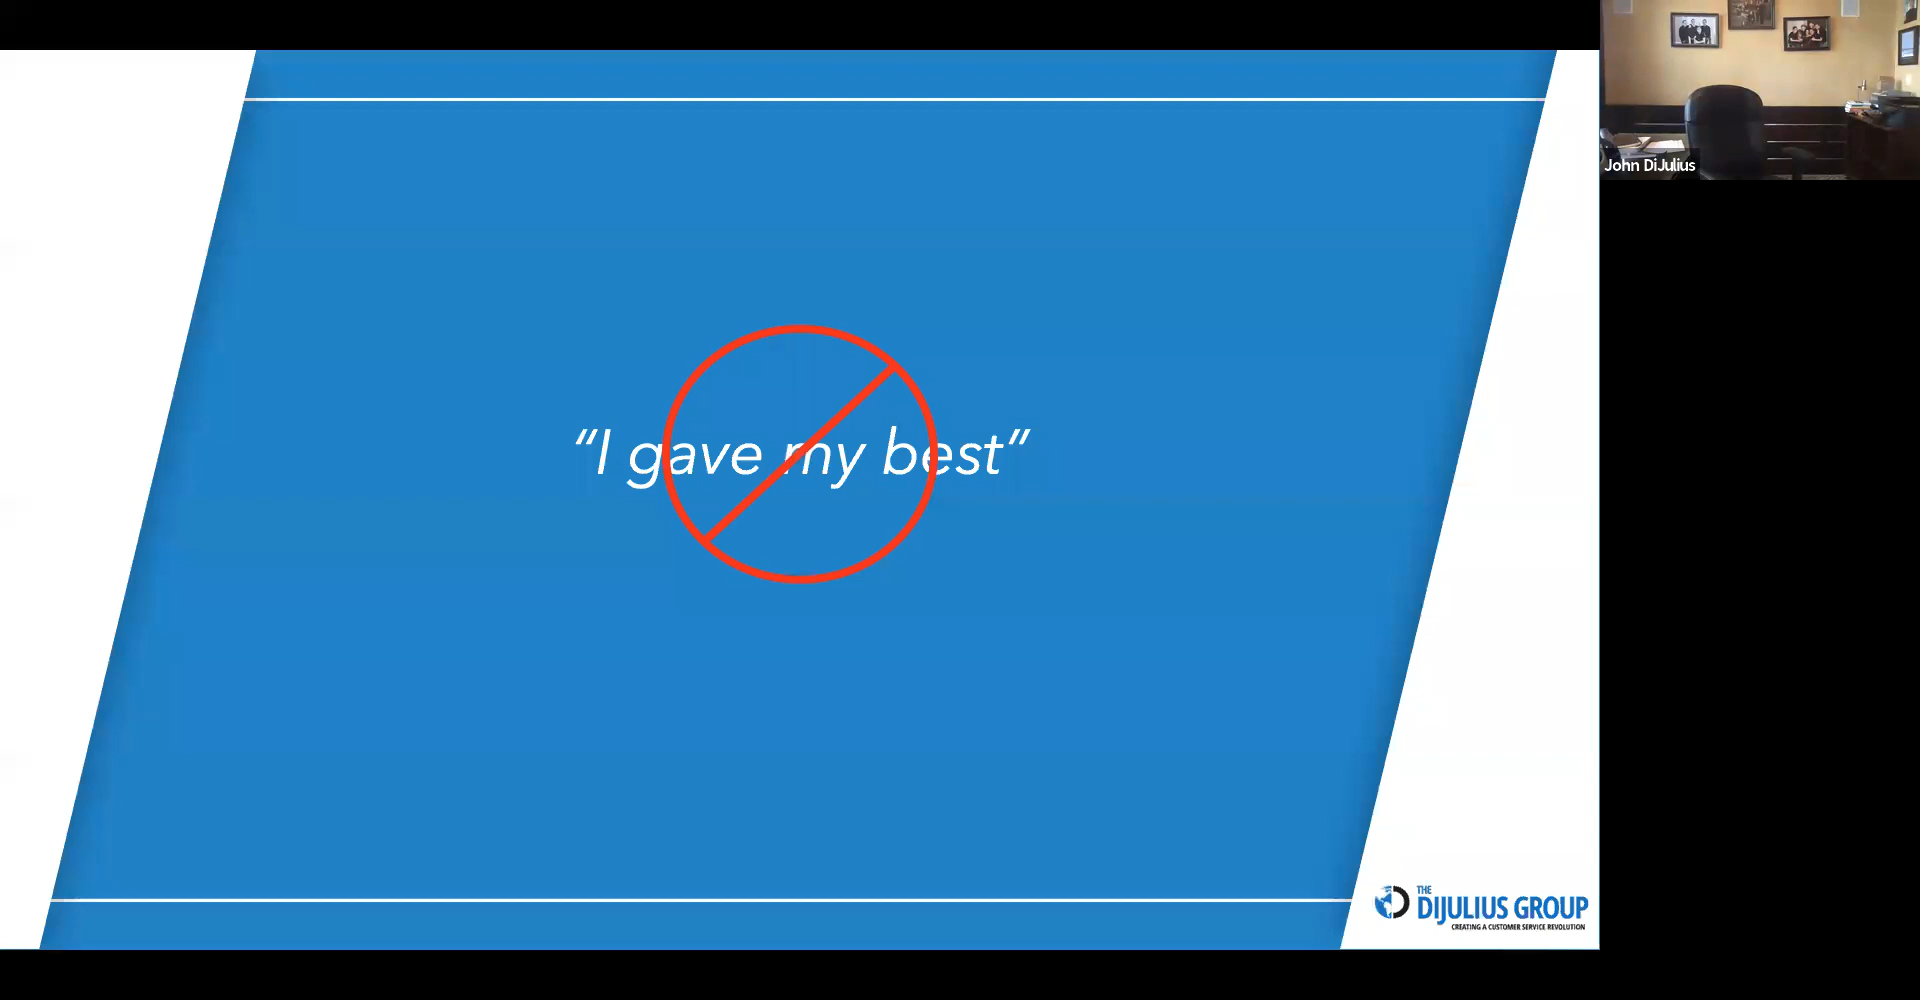 “I gave my best”
John DiJulius
THE
DIJULIUS GROUP
CREATING A CUSTOMER SERVICE REVOLUTION